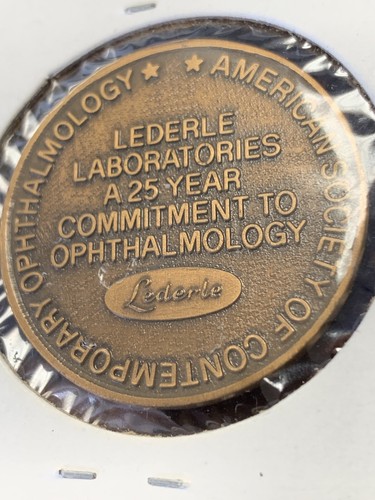 ★ AMERICAN SOCIETY OF CONTEMPORARY OPHTHALMOLOGY ★
LEDERLE
LABORATORIES
A 25 YEAR
COMMITMENT TO
OPHTHALMOLOGY
Lederle